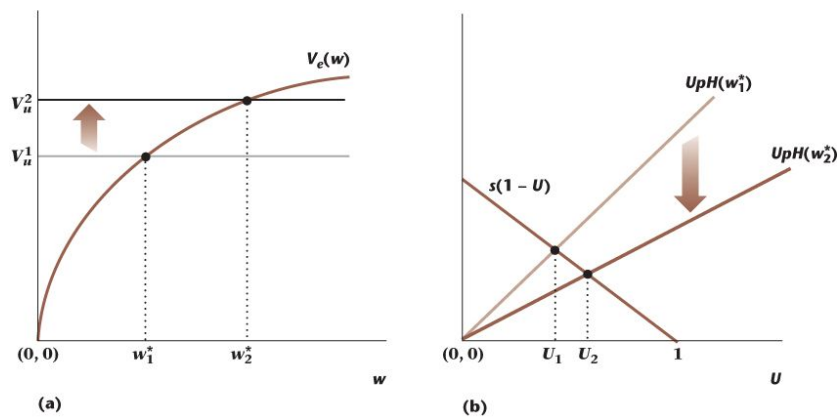 V_e(w)
V_u^2
V_u^1
(0, 0)
w_1^*
w_2^*
w
(a)
UpH(w_1^*)
UpH(w_2^*)
s(1 – U)
(0, 0)
U_1
U_2
1
U
(b)